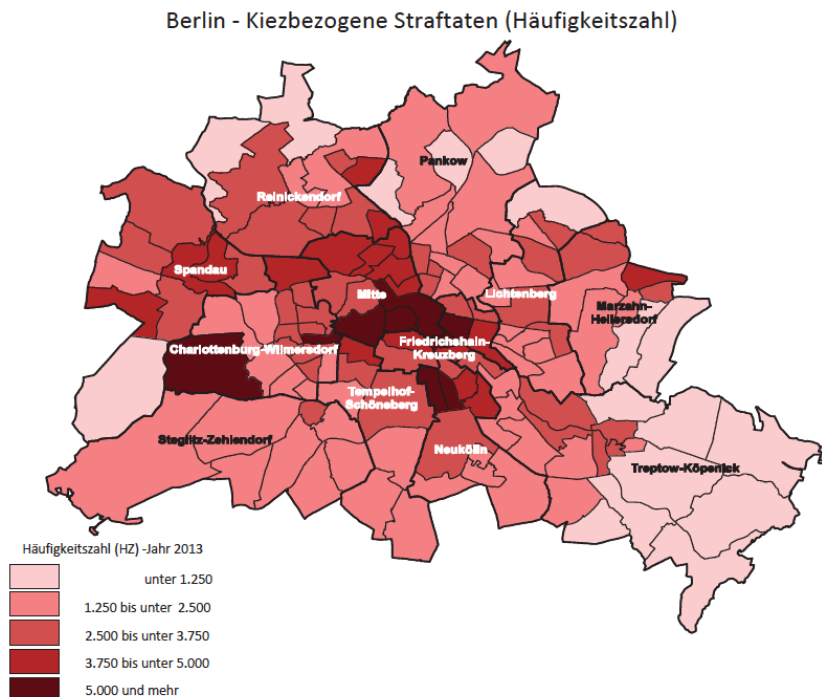 Berlin - Kiezbezogene Straftaten (Häufigkeitszahl)
Pankow
Reinickendorf
Spandau
Mitte
Lichtenberg
Marzahn-
Hellersdorf
Charlottenburg-Wilmersdorf
Friedrichshain-
Kreuzberg
Tempelhof-
Schöneberg
Steglitz-Zehlendorf
Neukölln
Treptow-Köpenick
Häufigkeitszahl (HZ) -Jahr 2013
unter 1.250
1.250 bis unter 2.500
2.500 bis unter 3.750
3.750 bis unter 5.000
5.000 und mehr